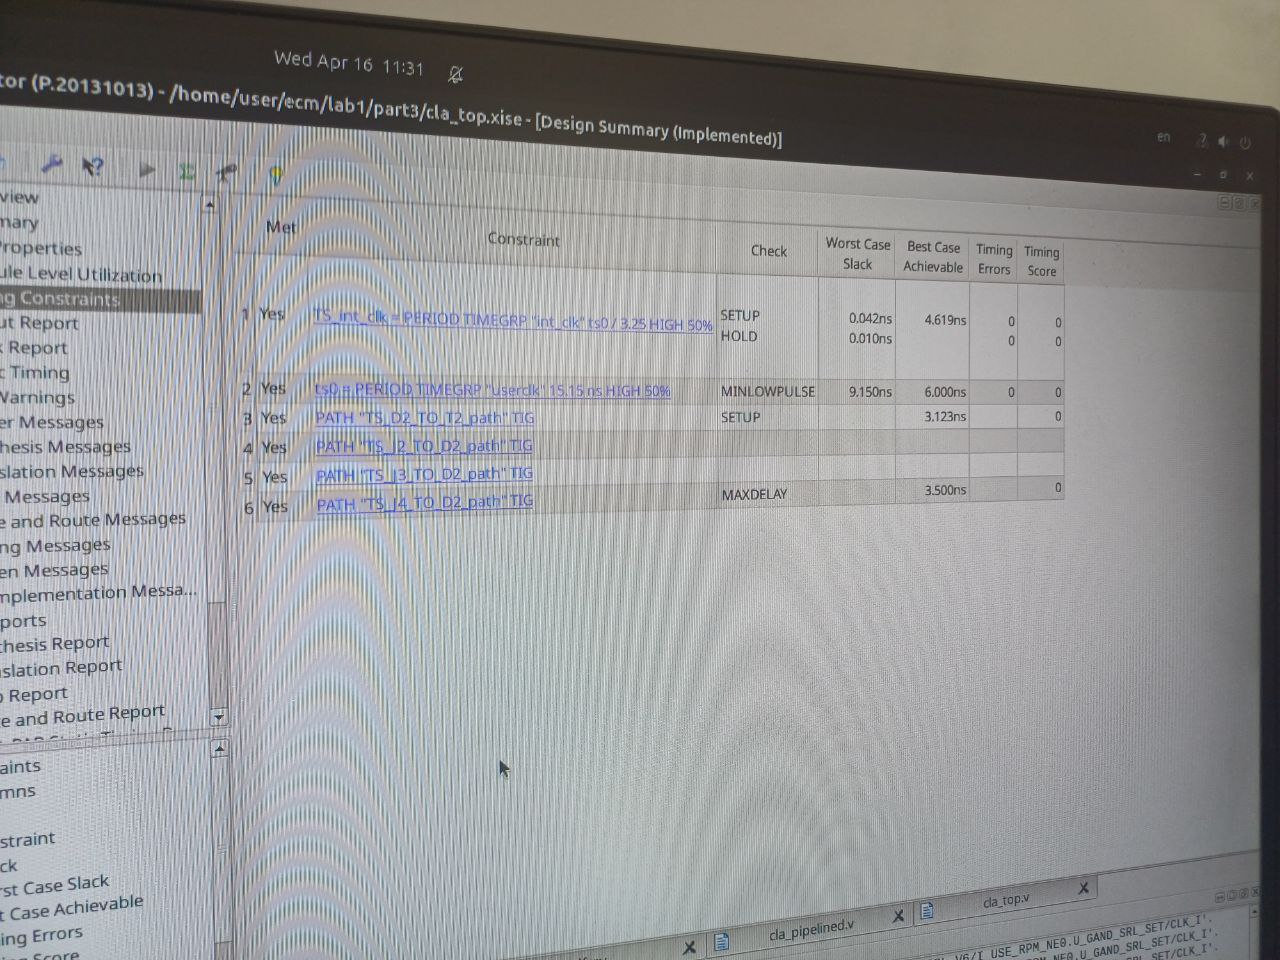 Wed Apr 16 11:31
tor (P.20131013) - /home/user/ecm/lab1/part3/cla_top.xise - [Design Summary (Implemented)]
en
view
mary
Properties
ule Level Utilization
ng Constraints
ut Report
k Report
c Timing
Warnings
er Messages
hesis Messages
slation Messages
Messages
e and Route Messages
ng Messages
en Messages
mplementation Messa...
ports
thesis Report
nslation Report
p Report
e and Route Report
Met Constraint Check Worst Case Slack Best Case Achievable Timing Errors Timing Score
1 Yes TS_int_clk = PERIOD TIMEGRP "int_clk" ts0 / 3.25 HIGH 50% SETUP 0.042ns 4.619ns 0 0
HOLD 0.010ns 0 0
2 Yes ts0 = PERIOD TIMEGRP "userclk" 15.15 ns HIGH 50% MINLOWPULSE 9.150ns 6.000ns 0 0
3 Yes PATH "TS_D2_TO_T2_path" TIG SETUP 3.123ns 0
4 Yes PATH "TS_J2_TO_D2_path" TIG
5 Yes PATH "TS_J3_TO_D2_path" TIG
6 Yes PATH "TS_J4_TO_D2_path" TIG MAXDELAY 3.500ns 0
aints
mns
straint
ck
rst Case Slack
t Case Achievable
ing Errors
Score
cla_pipelined.v
cla_top.v
V6/I_USE_RPM_NE0.U_GAND_SRL_SET/CLK_I'.